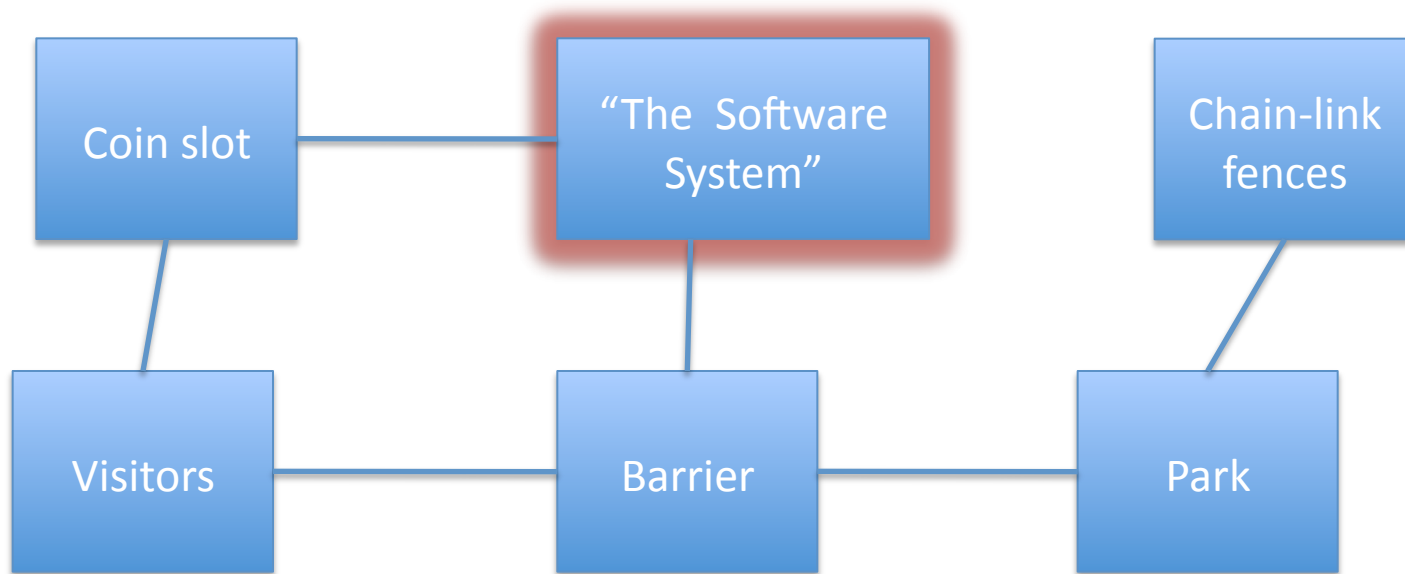 Coin slot
“The Software
System”
Chain-link
fences
Visitors
Barrier
Park